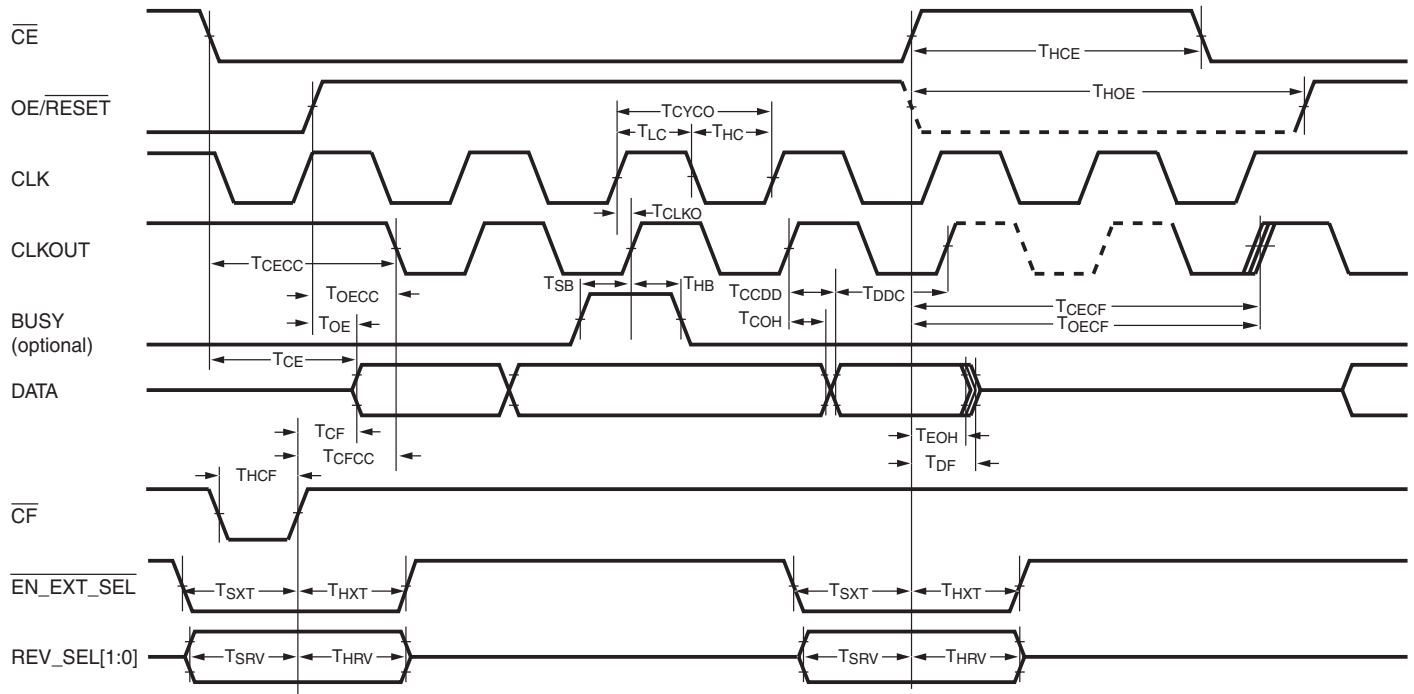 CE
THCE
OE/RESET
THOE
TCYCO
TLC
THC
CLK
TCLKO
CLKOUT
TCECC
TSB
THB
TCCDD
TDDC
TOECC
TCECF
TCOH
TOECF
BUSY
(optional)
TOE
TCE
DATA
TCF
TEOH
TCFCC
TDF
THCF
CF
EN_EXT_SEL
TSXT
THXT
TSXT
THXT
REV_SEL[1:0]
TSRV
THRV
TSRV
THRV